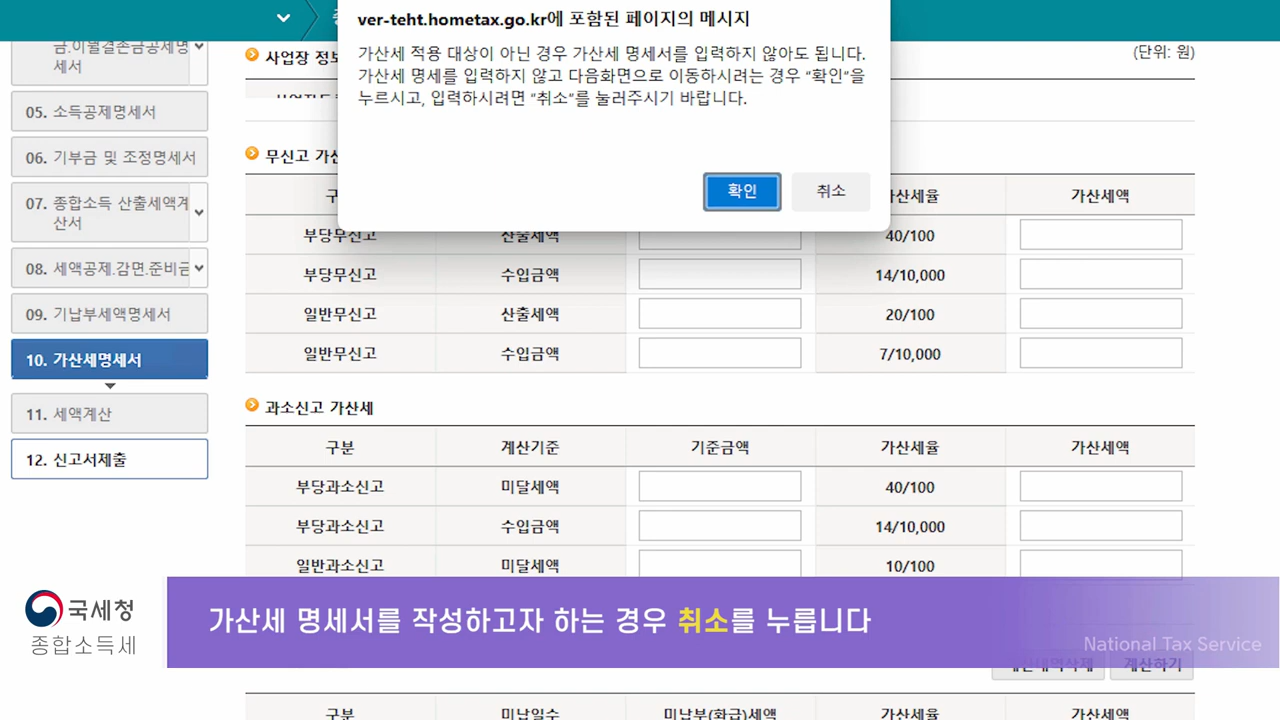 ver-teht.hometax.go.kr에 포함된 페이지의 메시지
가산세 적용 대상이 아닌 경우 가산세 명세서를 입력하지 않아도 됩니다.
가산세 명세를 입력하지 않고 다음화면으로 이동하시려는 경우 “확인”을
누르시고, 입력하시려면 “취소”를 눌러주시기 바랍니다.
확인 취소
금.이월결손금공제명
세서
05. 소득공제명세서
06. 기부금 및 조정명세서
07. 종합소득 산출세액계
산서
08. 세액공제.감면.준비금
09. 기납부세액명세서
10. 가산세명세서
11. 세액계산
12. 신고서제출
사업장 정보
(단위: 원)
무신고 가산
가산세액
부당무신고 산출세액 40/100
부당무신고 수입금액 14/10,000
일반무신고 산출세액 20/100
일반무신고 수입금액 7/10,000
과소신고 가산세
구분 계산기준 기준금액 가산세율 가산세액
부당과소신고 미달세액 40/100
부당과소신고 수입금액 14/10,000
일반과소신고 미달세액 10/100
국세청
종합소득세
가산세 명세서를 작성하고자 하는 경우 취소를 누릅니다
National Tax Service
계산하기
구분 미납일수 미납부(환급)세액 가산세율 가산세액